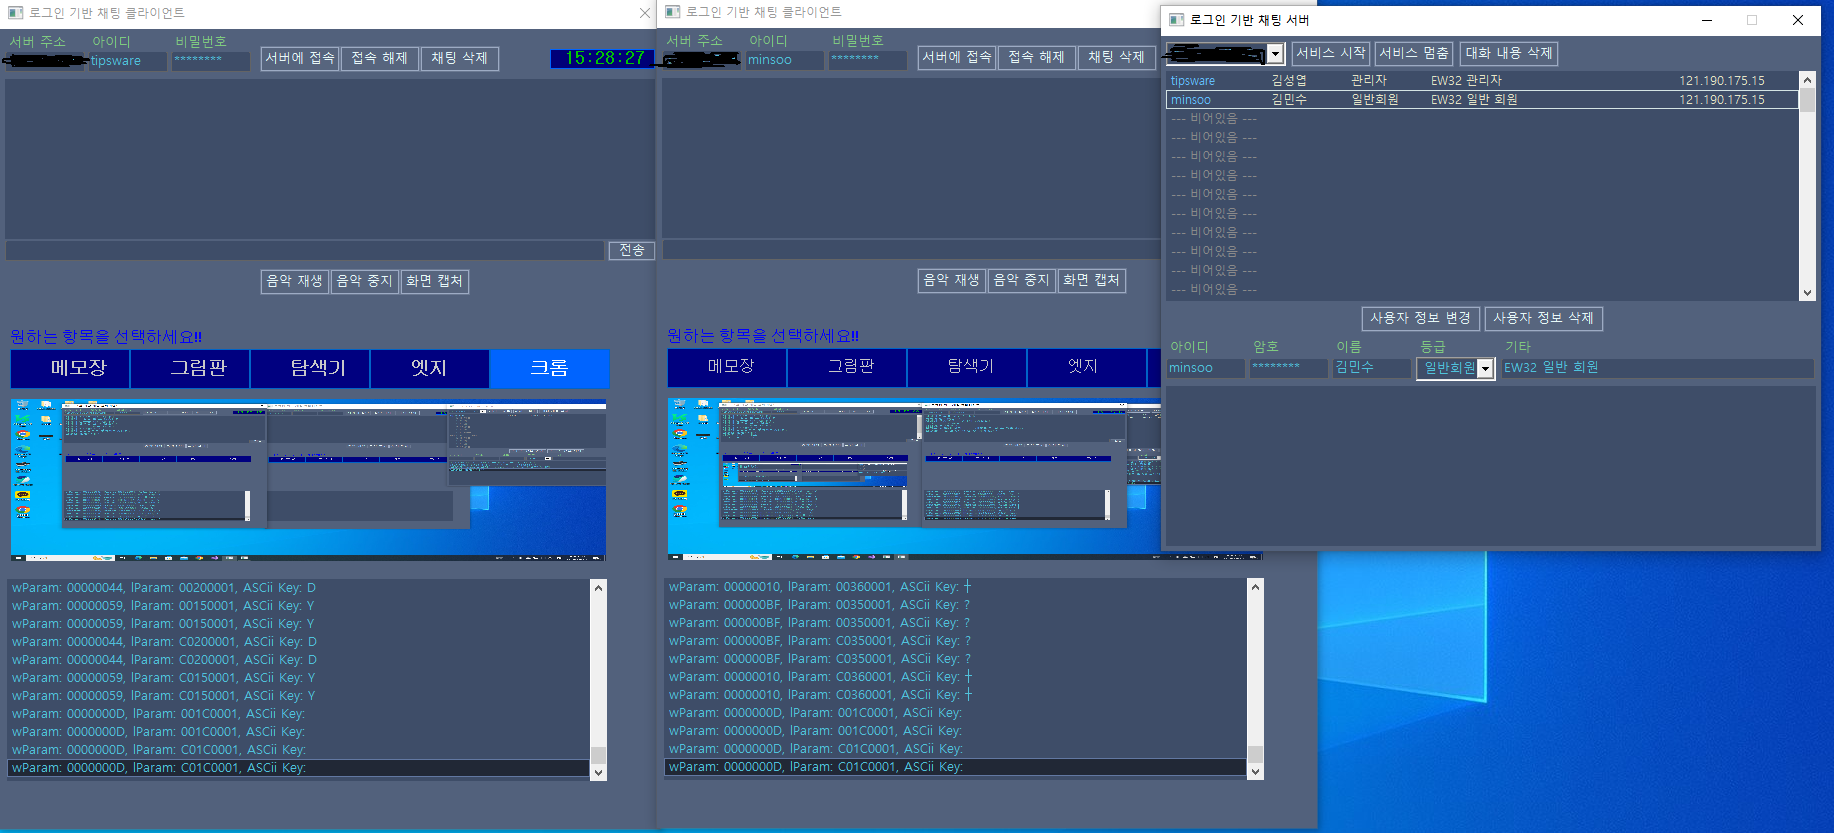 로그인 기반 채팅 클라이언트
서버 주소 아이디 비밀번호
tipsware ******** 서버에 접속 접속 해제 채팅 삭제 15:28:27
전송
음악 재생 음악 중지 화면 캡처
원하는 항목을 선택하세요!!
메모장 그림판 탐색기 엣지 크롬
wParam: 00000044, lParam: 00200001, ASCii Key: D
wParam: 00000059, lParam: 00150001, ASCii Key: Y
wParam: 00000059, lParam: 00150001, ASCii Key: Y
wParam: 00000044, lParam: C0200001, ASCii Key: D
wParam: 00000044, lParam: C0200001, ASCii Key: D
wParam: 00000059, lParam: C0150001, ASCii Key: Y
wParam: 00000059, lParam: C0150001, ASCii Key: Y
wParam: 0000000D, lParam: 001C0001, ASCii Key:
wParam: 0000000D, lParam: 001C0001, ASCii Key:
wParam: 0000000D, lParam: C01C0001, ASCii Key:
wParam: 0000000D, lParam: C01C0001, ASCii Key:
로그인 기반 채팅 클라이언트
서버 주소 아이디 비밀번호
minsoo ******** 서버에 접속 접속 해제 채팅 삭제
음악 재생 음악 중지 화면 캡처
원하는 항목을 선택하세요!!
메모장 그림판 탐색기 엣지
wParam: 00000010, lParam: 00360001, ASCii Key: ┼
wParam: 000000BF, lParam: 00350001, ASCii Key: ?
wParam: 000000BF, lParam: 00350001, ASCii Key: ?
wParam: 000000BF, lParam: C0350001, ASCii Key: ?
wParam: 000000BF, lParam: C0350001, ASCii Key: ?
wParam: 00000010, lParam: C0360001, ASCii Key: ┼
wParam: 00000010, lParam: C0360001, ASCii Key: ┼
wParam: 0000000D, lParam: 001C0001, ASCii Key:
wParam: 0000000D, lParam: 001C0001, ASCii Key:
wParam: 0000000D, lParam: C01C0001, ASCii Key:
wParam: 0000000D, lParam: C01C0001, ASCii Key:
로그인 기반 채팅 서버
서비스 시작 서비스 멈춤 대화 내용 삭제
tipsware 김성엽 관리자 EW32 관리자 121.190.175.15
minsoo 김민수 일반회원 EW32 일반 회원 121.190.175.15
--- 비어있음 ---
--- 비어있음 ---
--- 비어있음 ---
--- 비어있음 ---
--- 비어있음 ---
--- 비어있음 ---
--- 비어있음 ---
--- 비어있음 ---
--- 비어있음 ---
--- 비어있음 ---
사용자 정보 변경 사용자 정보 삭제
아이디 암호 이름 등급 기타
minsoo ******** 김민수 일반회원 EW32 일반 회원